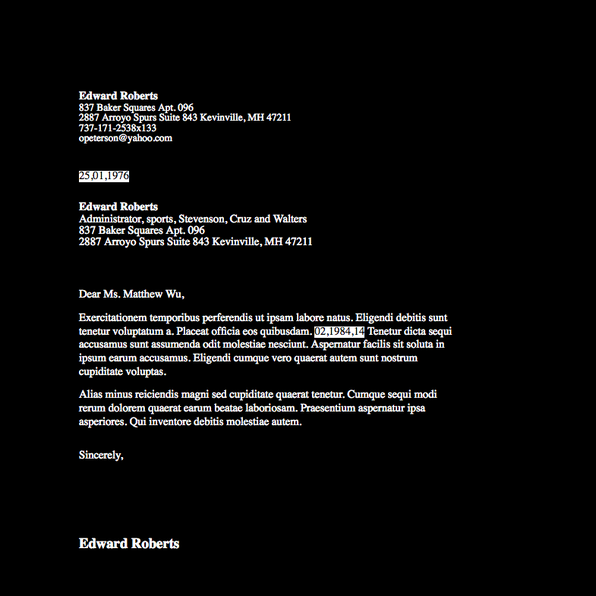 Edward Roberts
837 Baker Squares Apt. 096
2887 Arroyo Spurs Suite 843 Kevinville, MH 47211
737-171-2538x133
opeterson@yahoo.com
25,01,1976
Edward Roberts
Administrator, sports, Stevenson, Cruz and Walters
837 Baker Squares Apt. 096
2887 Arroyo Spurs Suite 843 Kevinville, MH 47211
Dear Ms. Matthew Wu,
Exercitationem temporibus perferendis ut ipsam labore natus. Eligendi debitis sunt
tenetur voluptatum a. Placeat officia eos quibusdam. 02,1984,14 Tenetur dicta sequi
accusamus sunt assumenda odit molestiae nesciunt. Aspernatur facilis sit soluta in
ipsum earum accusamus. Eligendi cumque vero quaerat autem sunt nostrum
cupiditate voluptas.
Alias minus reiciendis magni sed cupiditate quaerat tenetur. Cumque sequi modi
rerum dolorem quaerat earum beatae laboriosam. Praesentium aspernatur ipsa
asperiores. Qui inventore debitis molestiae autem.
Sincerely,
Edward Roberts